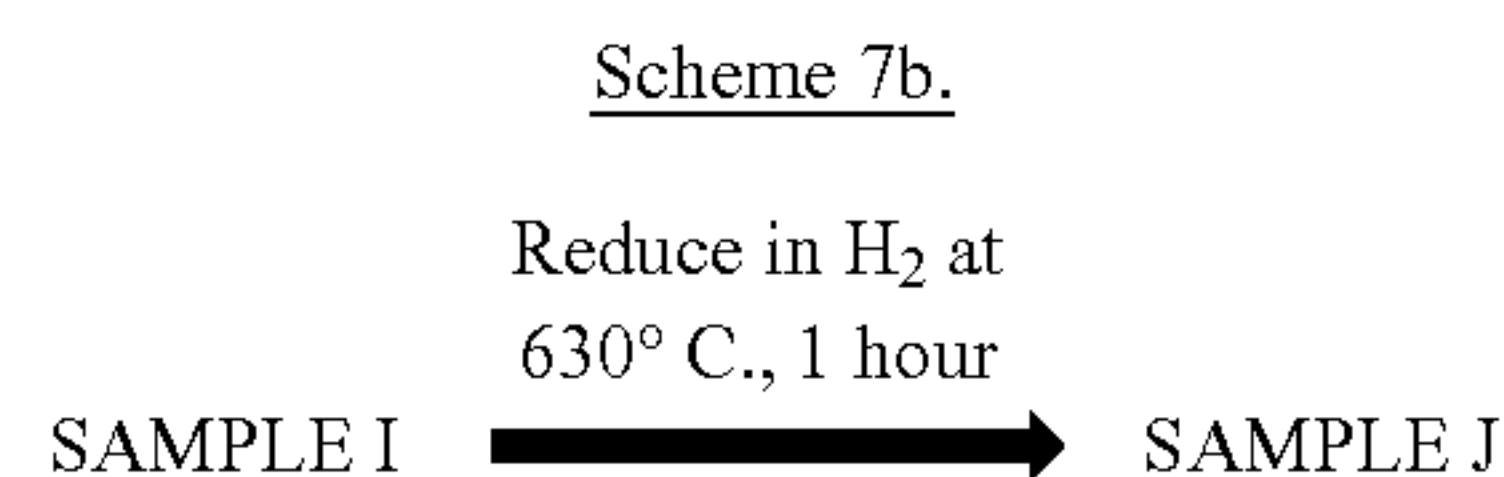 Scheme 7b.
Reduce in H₂ at
630° C., 1 hour
SAMPLE I
SAMPLE J